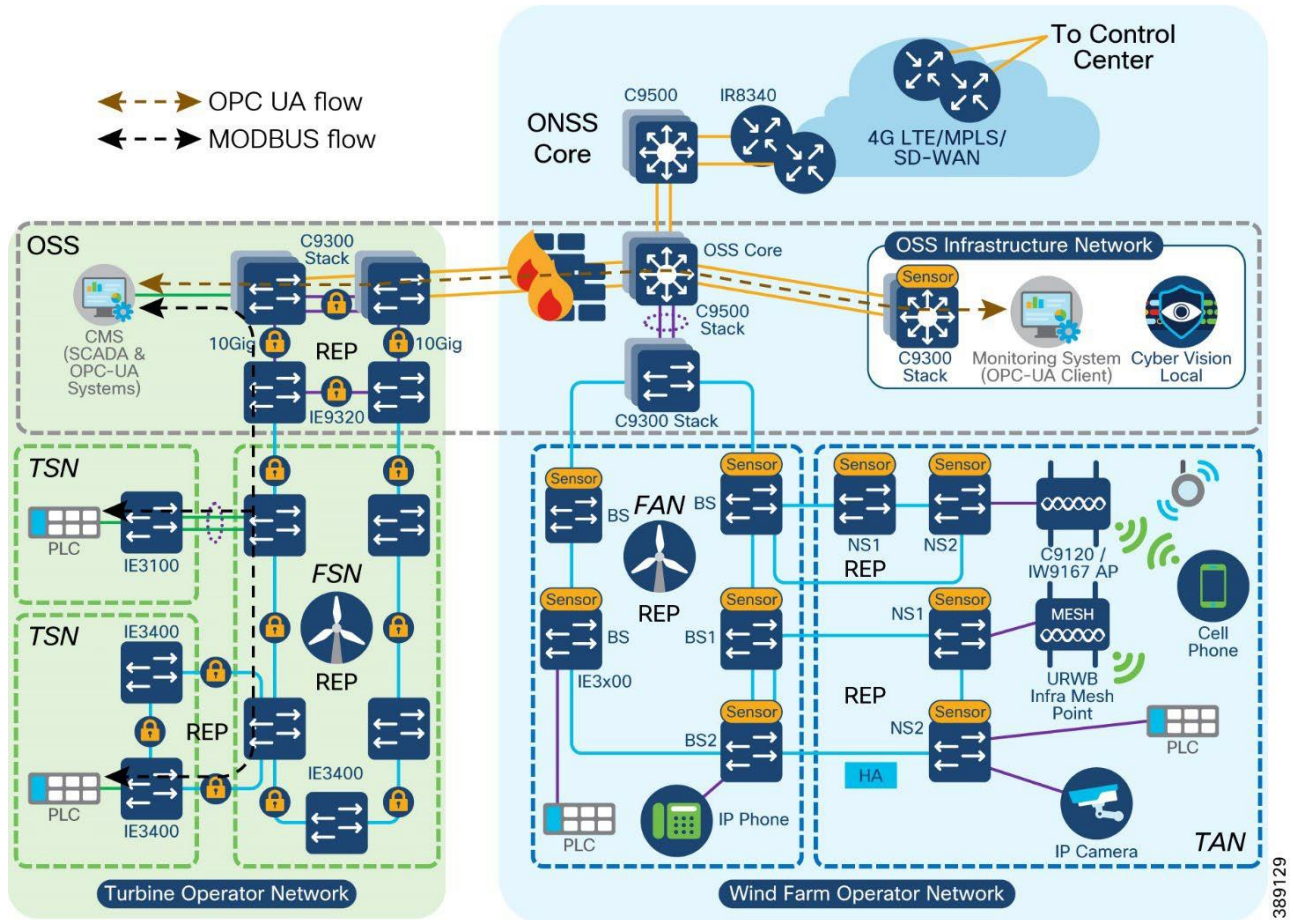 To Control
Center
C9500
IR8340
OPC UA flow
MODBUS flow
ONSS
Core
4G LTE/MPLS/
SD-WAN
OSS
C9300
Stack
OSS Core
OSS Infrastructure Network
Sensor
C9500
Stack
CMS
(SCADA &
OPC-UA
Systems)
10Gig
REP
10Gig
C9300
Stack
Monitoring System
(OPC-UA Client)
Cyber Vision
Local
IE9320
C9300 Stack
TSN
PLC
IE3100
FSN
REP
TSN
IE3400
REP
PLC
IE3400
IE3400
Sensor
BS
FAN
REP
Sensor
BS
Sensor
BS
IE3x00
Sensor
BS1
Sensor
BS2
PLC
IP Phone
Sensor
NS1
Sensor
NS2
REP
C9120 /
IW9167 AP
Cell
Phone
Sensor
NS1
MESH
URWB
Infra Mesh
Point
REP
Sensor
NS2
HA
PLC
IP Camera
TAN
Turbine Operator Network
Wind Farm Operator Network
389129